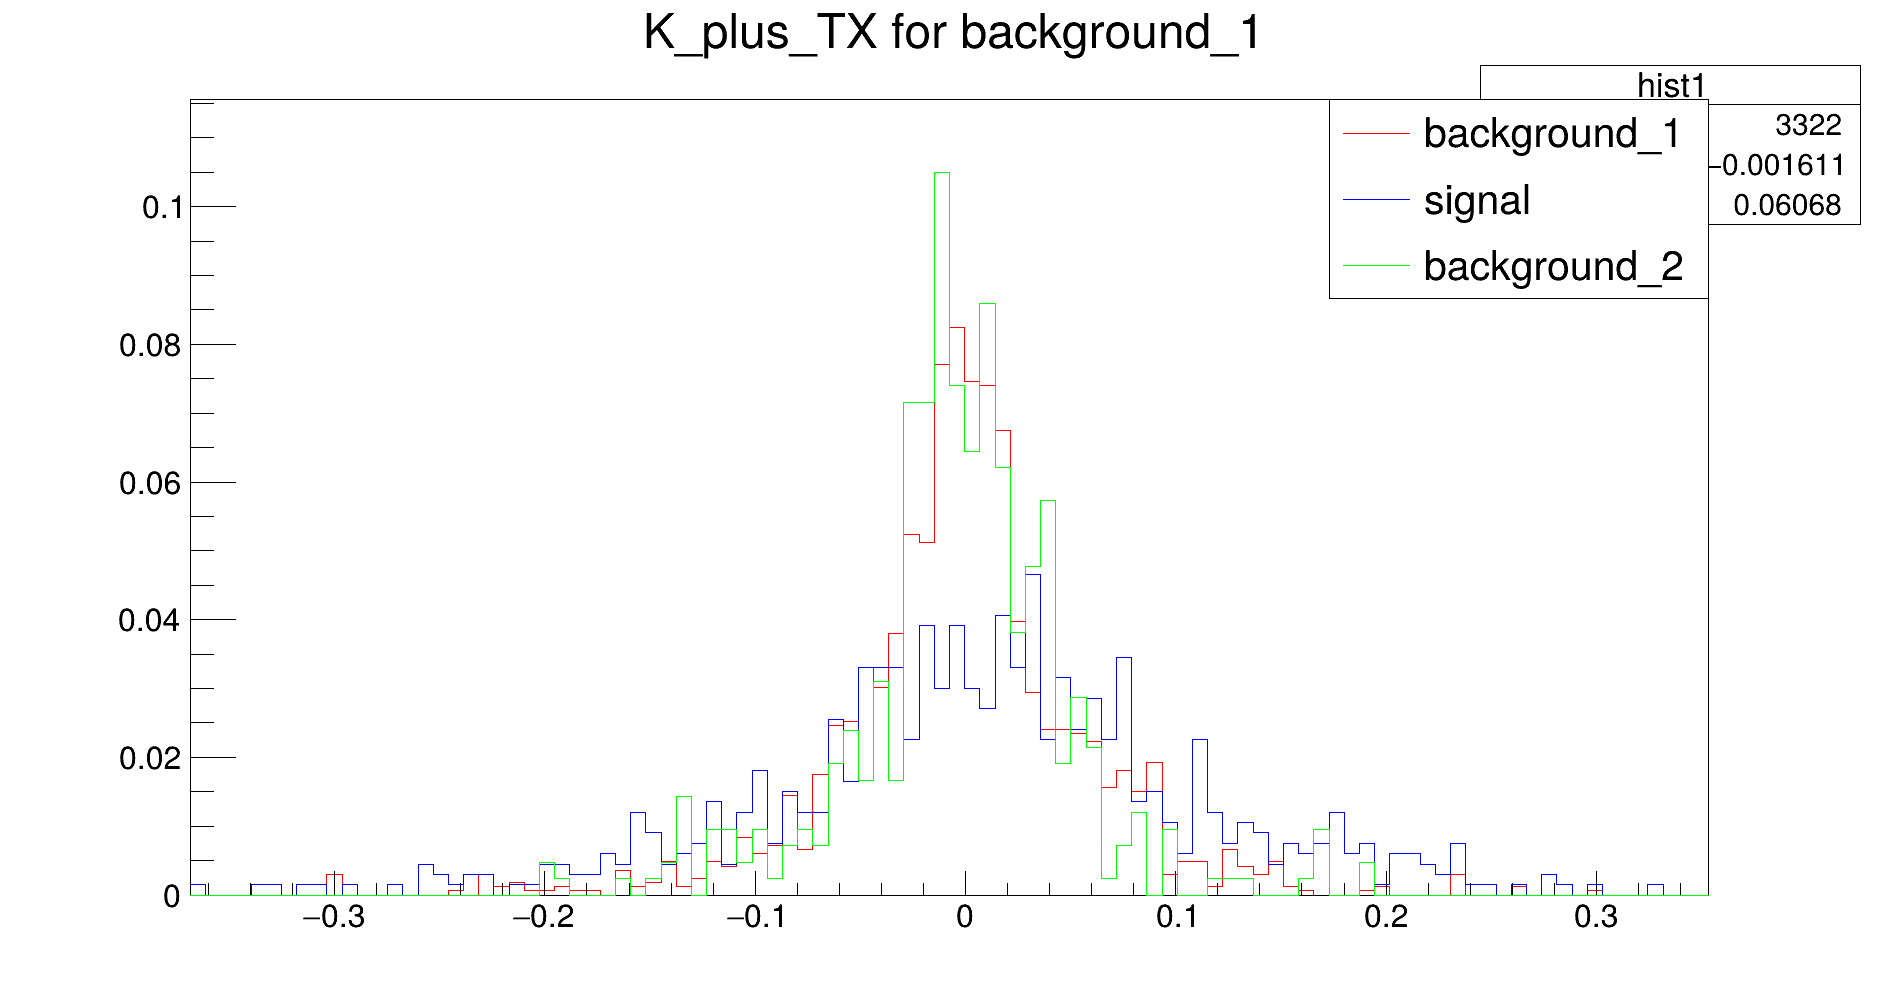 K_plus_TX for background_1
hist1
3322
−0.001611
0.06068
background_1
signal
background_2
0.1
0.08
0.06
0.04
0.02
0
−0.3 −0.2 −0.1 0 0.1 0.2 0.3